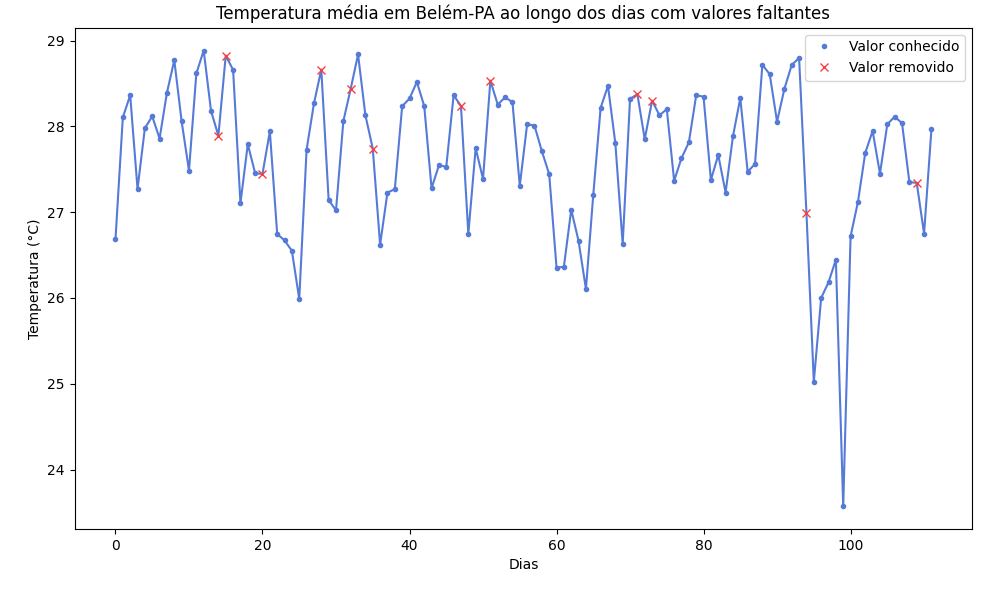 Temperatura média em Belém-PA ao longo dos dias com valores faltantes
Valor conhecido
Valor removido
Temperatura (°C)
29
28
27
26
25
24
0 20 40 60 80 100
Dias